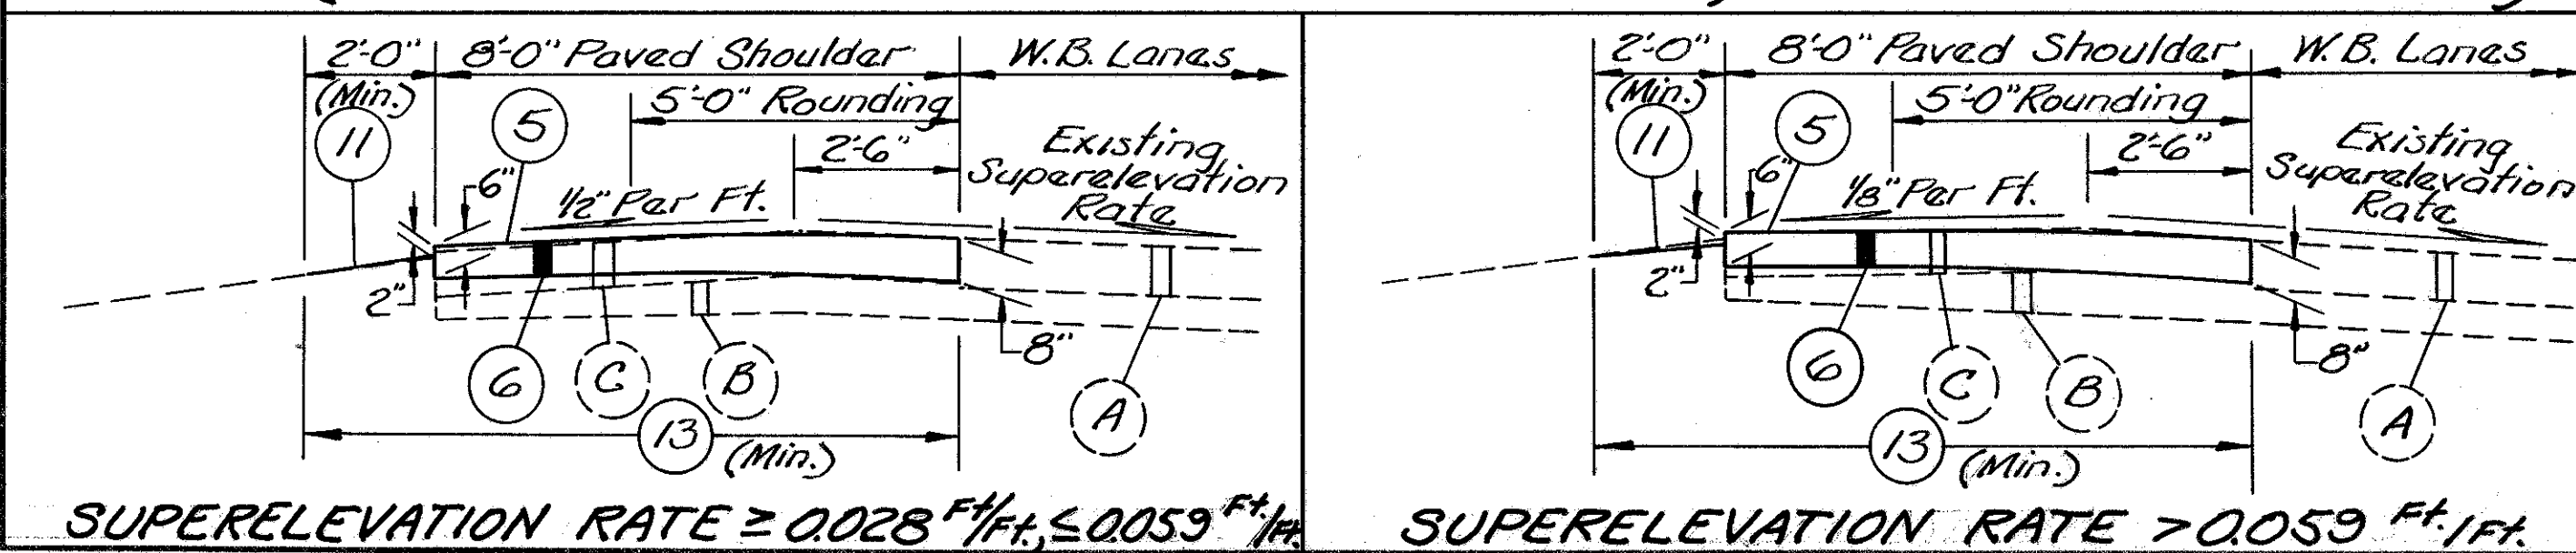 2'-0" 8'-0" Paved Shoulder W.B. Lanes
(Min.) 5'-0" Rounding
11 5 2'-6" Existing
Superelevation
Rate
6" 1/2" Per Ft.
2" 8"
6 C B A
13 (Min.)
SUPERELEVATION RATE ≥ 0.028 Ft/Ft., ≤ 0.059 Ft./Ft.
2'-0" 8'-0" Paved Shoulder W.B. Lanes
(Min.) 5'-0" Rounding
11 5 2'-6" Existing
Superelevation
Rate
6" 1/8" Per Ft.
2" 8"
6 C B A
13 (Min.)
SUPERELEVATION RATE > 0.059 Ft./Ft.